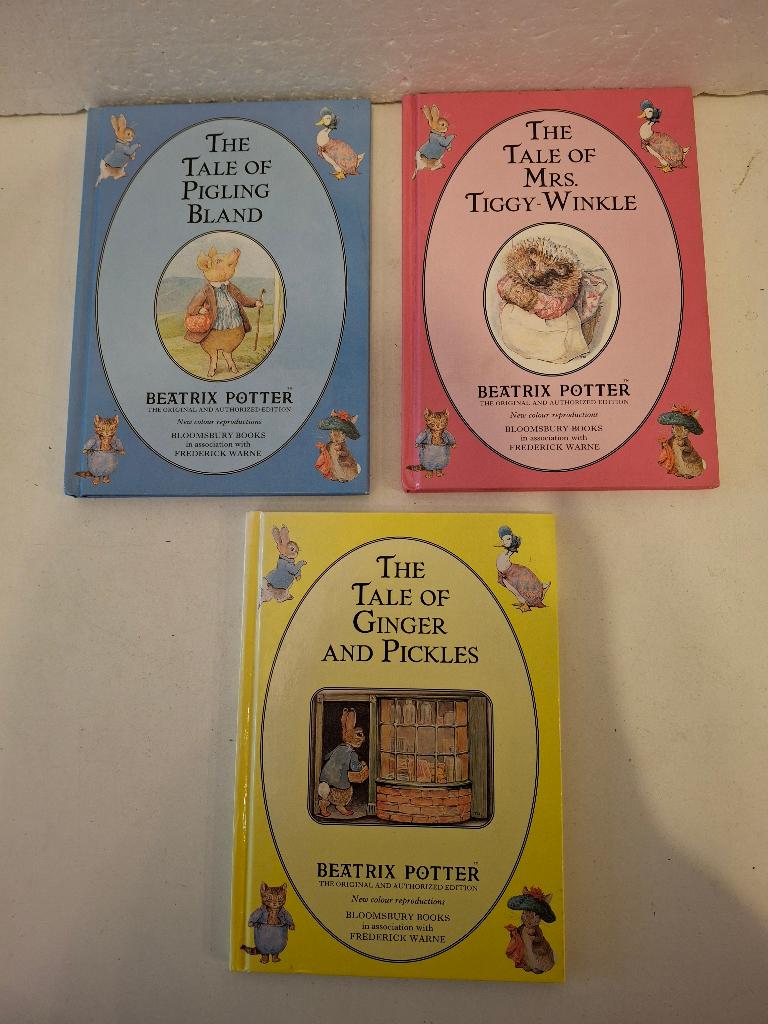 THE
TALE OF
PIGLING
BLAND
BEATRIX POTTER™
THE ORIGINAL AND AUTHORIZED EDITION
New colour reproductions
BLOOMSBURY BOOKS
in association with
FREDERICK WARNE
THE
TALE OF
MRS.
TIGGY-WINKLE
BEATRIX POTTER™
THE ORIGINAL AND AUTHORIZED EDITION
New colour reproductions
BLOOMSBURY BOOKS
in association with
FREDERICK WARNE
THE
TALE OF
GINGER
AND PICKLES
BEATRIX POTTER™
THE ORIGINAL AND AUTHORIZED EDITION
New colour reproductions
BLOOMSBURY BOOKS
in association with
FREDERICK WARNE